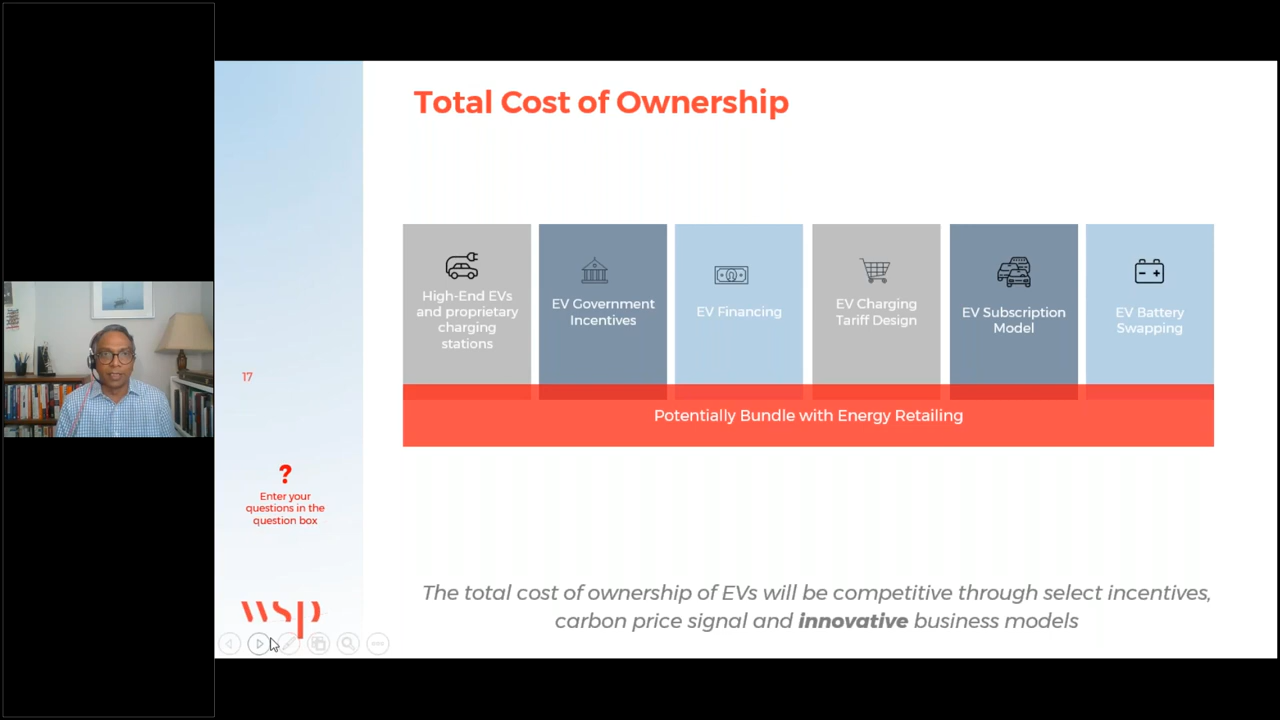 Total Cost of Ownership
High-End EVs
and proprietary
charging
stations
EV Government
Incentives
EV Financing
EV Charging
Tariff Design
EV Subscription
Model
EV Battery
Swapping
Potentially Bundle with Energy Retailing
17
?
Enter your
questions in the
question box
The total cost of ownership of EVs will be competitive through select incentives,
carbon price signal and innovative business models
wsp